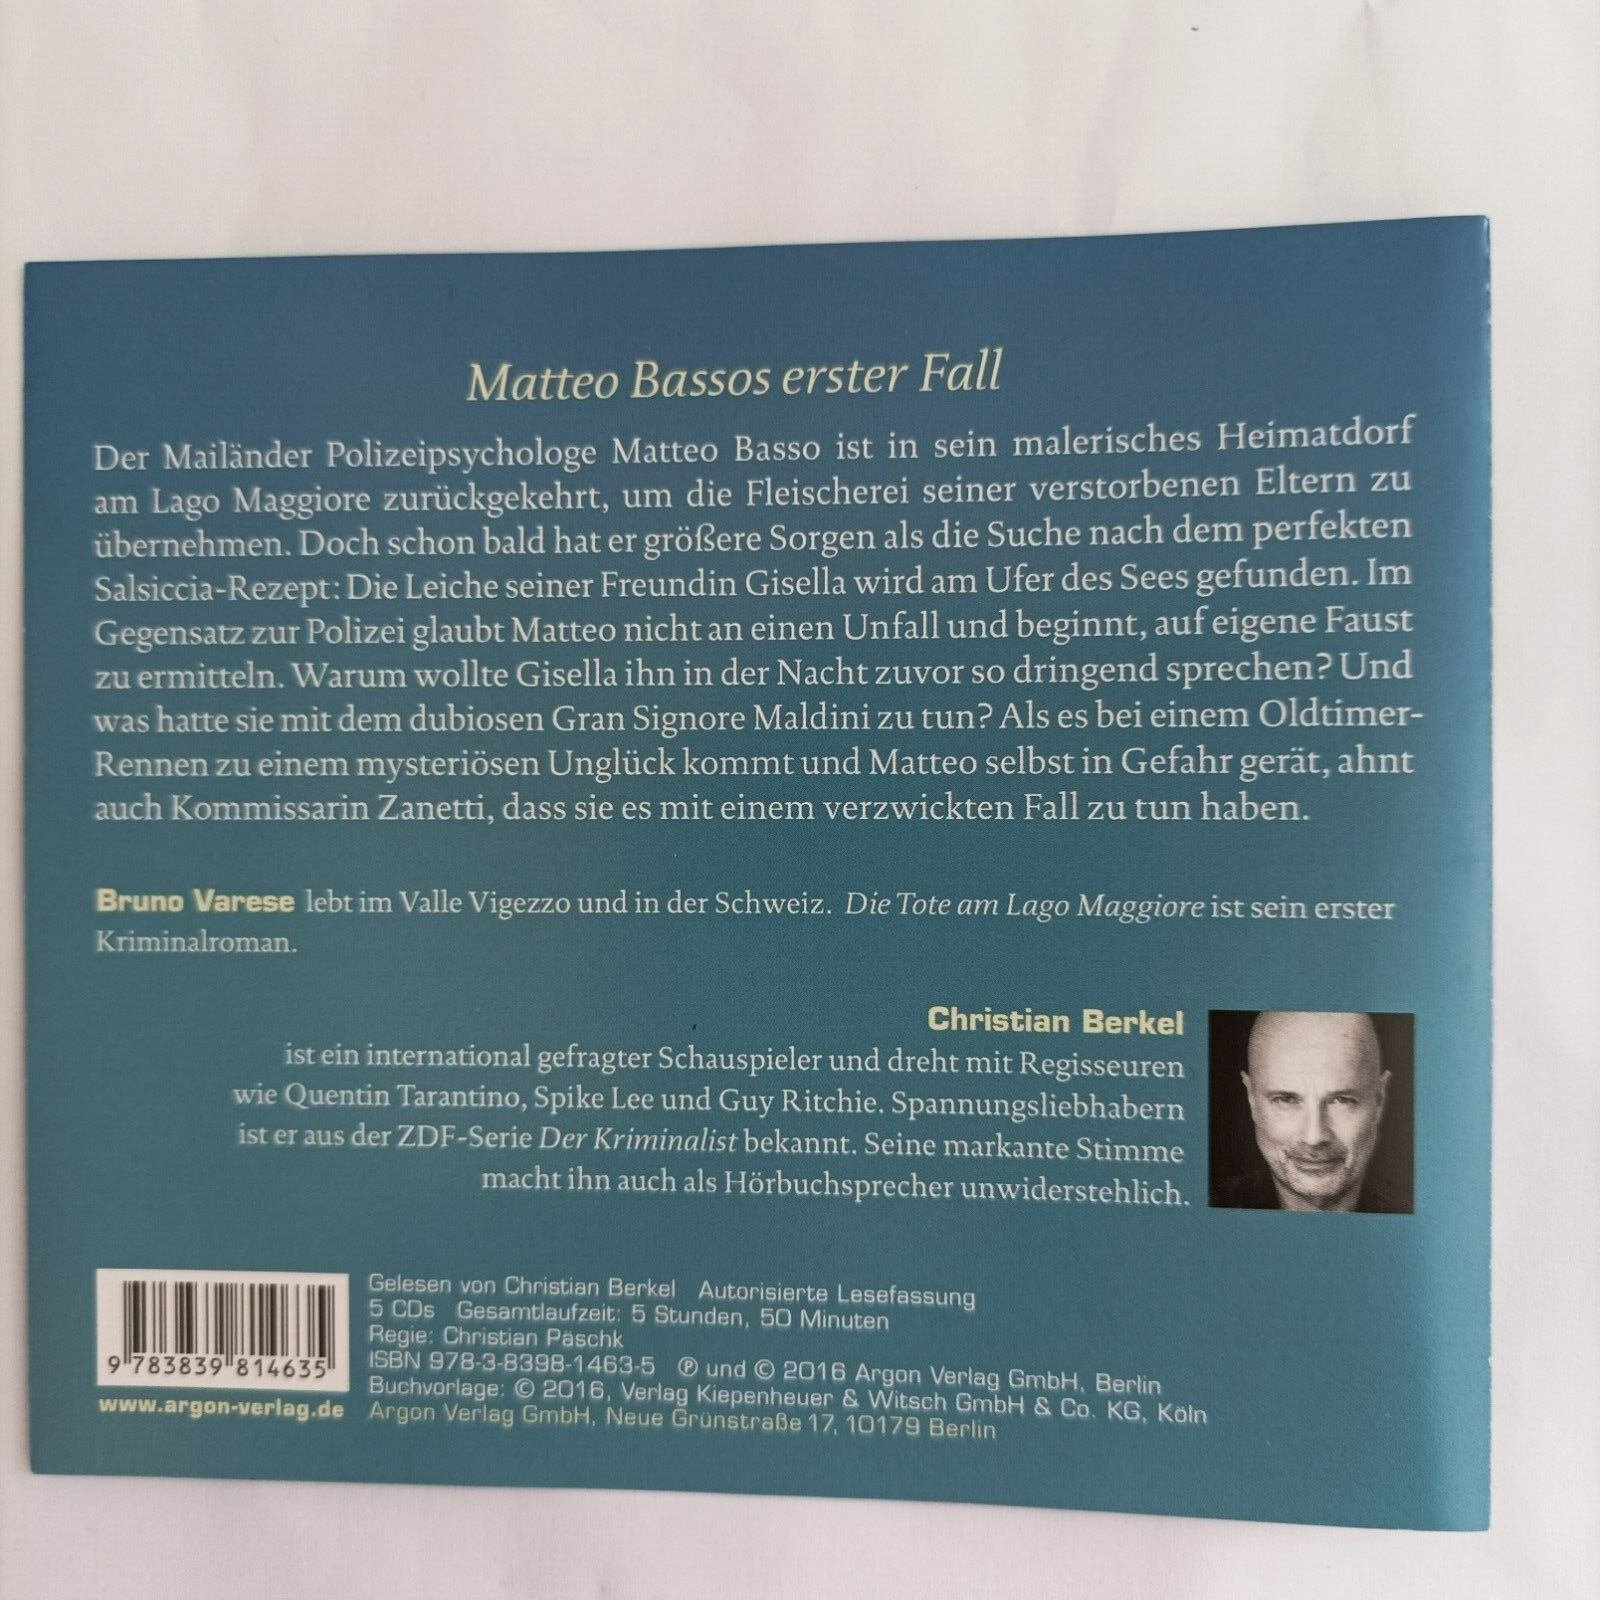 Matteo Bassos erster Fall
Der Mailänder Polizeipsychologe Matteo Basso ist in sein malerisches Heimatdorf
am Lago Maggiore zurückgekehrt, um die Fleischerei seiner verstorbenen Eltern zu
übernehmen. Doch schon bald hat er größere Sorgen als die Suche nach dem perfekten
Salsiccia-Rezept: Die Leiche seiner Freundin Gisella wird am Ufer des Sees gefunden. Im
Gegensatz zur Polizei glaubt Matteo nicht an einen Unfall und beginnt, auf eigene Faust
zu ermitteln. Warum wollte Gisella ihn in der Nacht zuvor so dringend sprechen? Und
was hatte sie mit dem dubiosen Gran Signore Maldini zu tun? Als es bei einem Oldtimer-
Rennen zu einem mysteriösen Unglück kommt und Matteo selbst in Gefahr gerät, ahnt
auch Kommissarin Zanetti, dass sie es mit einem verzwickten Fall zu tun haben.
Bruno Varese lebt im Valle Vigezzo und in der Schweiz. Die Tote am Lago Maggiore ist sein erster
Kriminalroman.
Christian Berkel
ist ein international gefragter Schauspieler und dreht mit Regisseuren
wie Quentin Tarantino, Spike Lee und Guy Ritchie. Spannungsliebhabern
ist er aus der ZDF-Serie Der Kriminalist bekannt. Seine markante Stimme
macht ihn auch als Hörbuchsprecher unwiderstehlich.
9 783839 814635
www.argon-verlag.de
Gelesen von Christian Berkel Autorisierte Lesefassung
5 CDs Gesamtlaufzeit: 5 Stunden, 50 Minuten
Regie: Christian Päschk
ISBN 978-3-8398-1463-5 ℗ und © 2016 Argon Verlag GmbH, Berlin
Buchvorlage: © 2016, Verlag Kiepenheuer & Witsch GmbH & Co. KG, Köln
Argon Verlag GmbH, Neue Grünstraße 17, 10179 Berlin